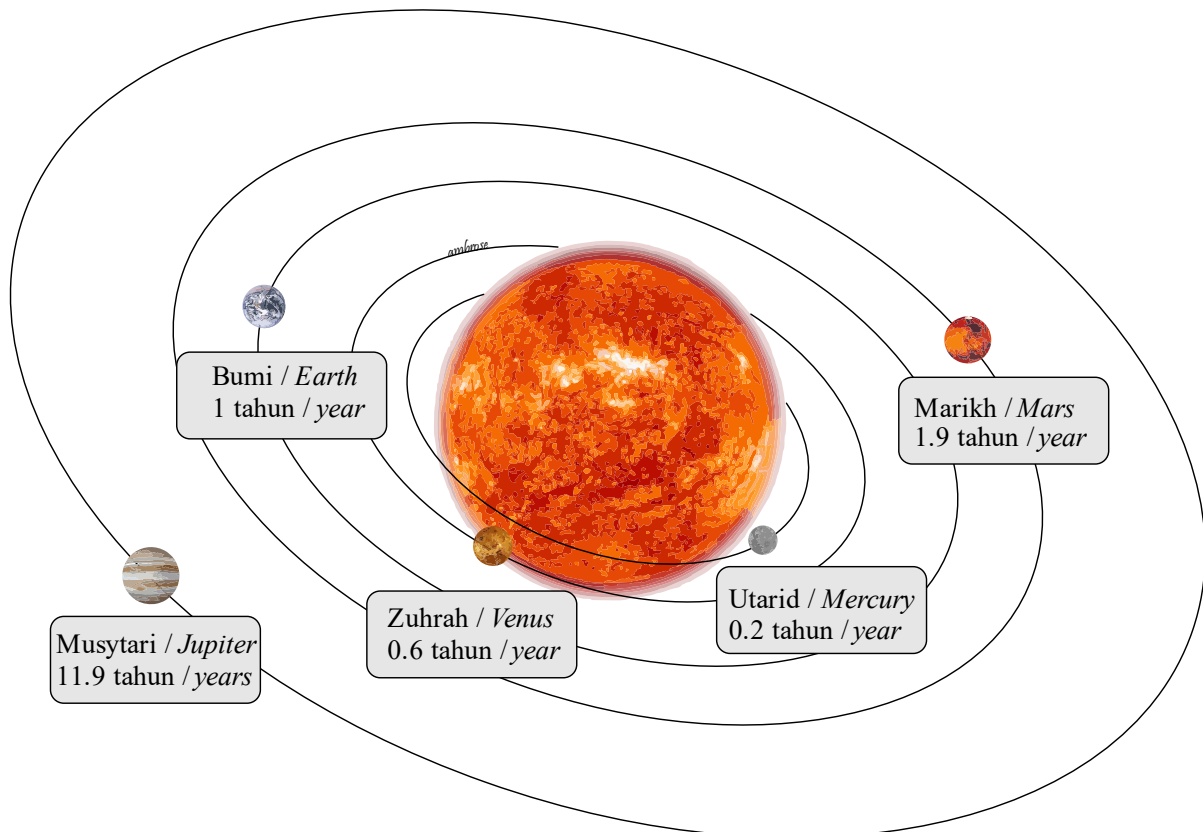 ambrose
Bumi / Earth
1 tahun / year
Marikh / Mars
1.9 tahun / year
Zuhrah / Venus
0.6 tahun / year
Utarid / Mercury
0.2 tahun / year
Musytari / Jupiter
11.9 tahun / years